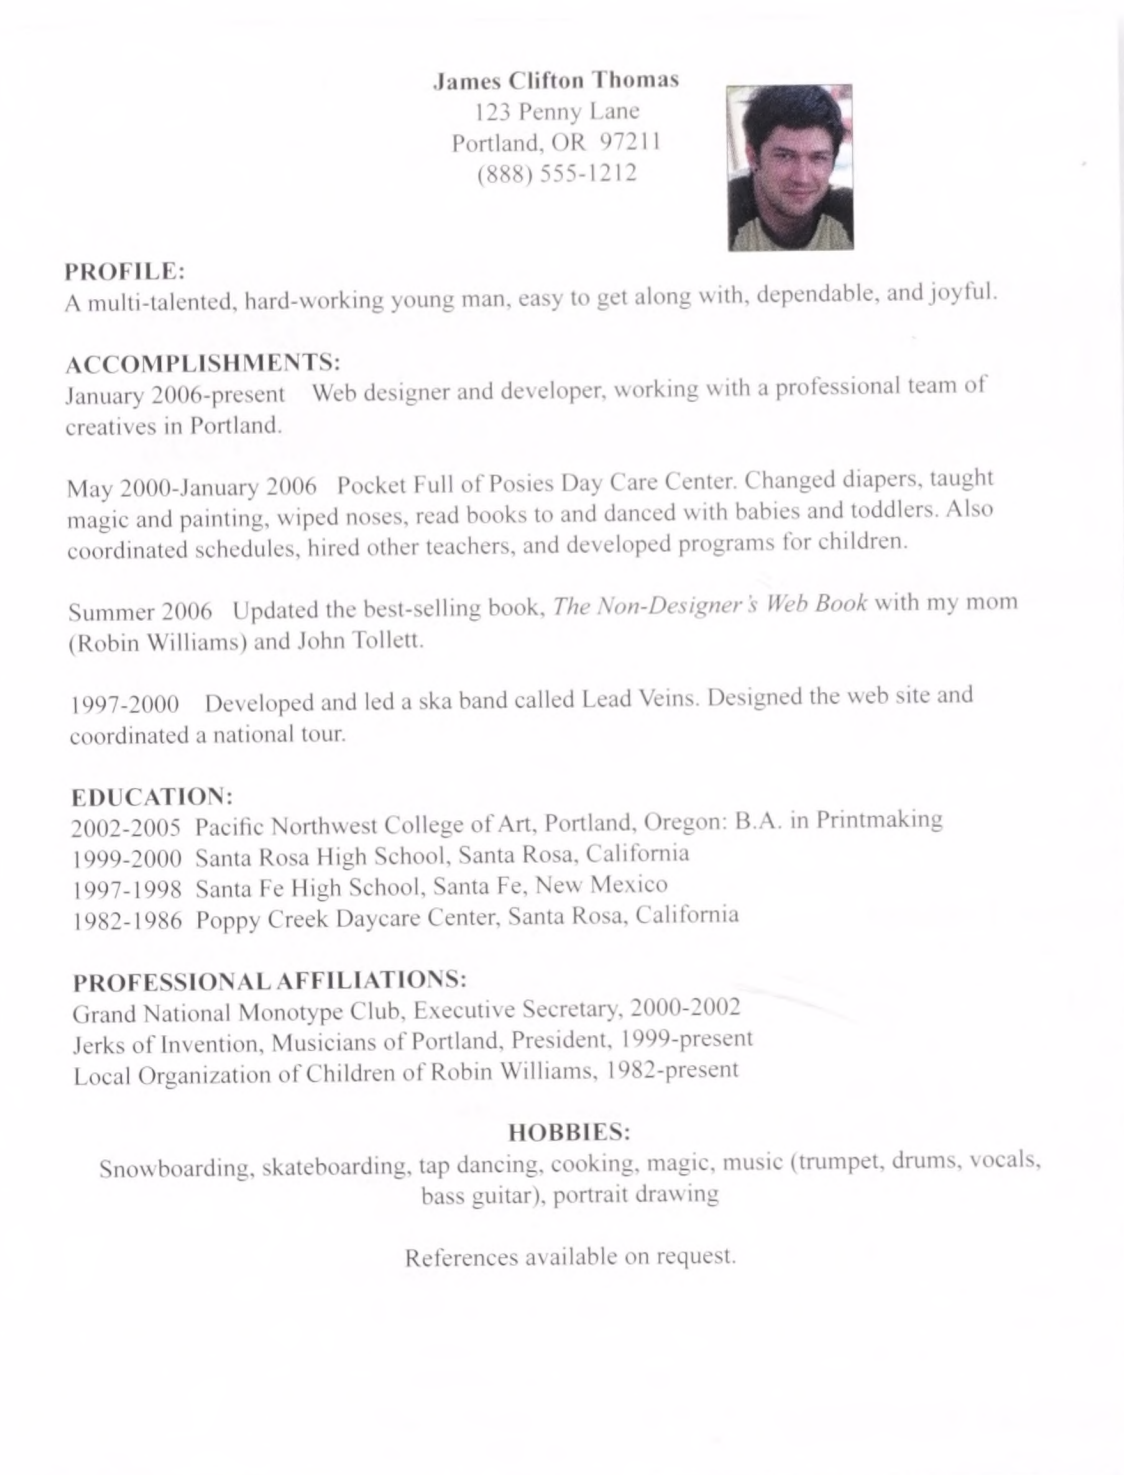 James Clifton Thomas
123 Penny Lane
Portland, OR  97211
(888) 555-1212
PROFILE:
A multi-talented, hard-working young man, easy to get along with, dependable, and joyful.
ACCOMPLISHMENTS:
January 2006-present    Web designer and developer, working with a professional team of
creatives in Portland.
May 2000-January 2006   Pocket Full of Posies Day Care Center. Changed diapers, taught
magic and painting, wiped noses, read books to and danced with babies and toddlers. Also
coordinated schedules, hired other teachers, and developed programs for children.
Summer 2006   Updated the best-selling book, The Non-Designer's Web Book with my mom
(Robin Williams) and John Tollett.
1997-2000    Developed and led a ska band called Lead Veins. Designed the web site and
coordinated a national tour.
EDUCATION:
2002-2005  Pacific Northwest College of Art, Portland, Oregon: B.A. in Printmaking
1999-2000  Santa Rosa High School, Santa Rosa, California
1997-1998  Santa Fe High School, Santa Fe, New Mexico
1982-1986  Poppy Creek Daycare Center, Santa Rosa, California
PROFESSIONAL AFFILIATIONS:
Grand National Monotype Club, Executive Secretary, 2000-2002
Jerks of Invention, Musicians of Portland, President, 1999-present
Local Organization of Children of Robin Williams, 1982-present
HOBBIES:
Snowboarding, skateboarding, tap dancing, cooking, magic, music (trumpet, drums, vocals,
bass guitar), portrait drawing
References available on request.